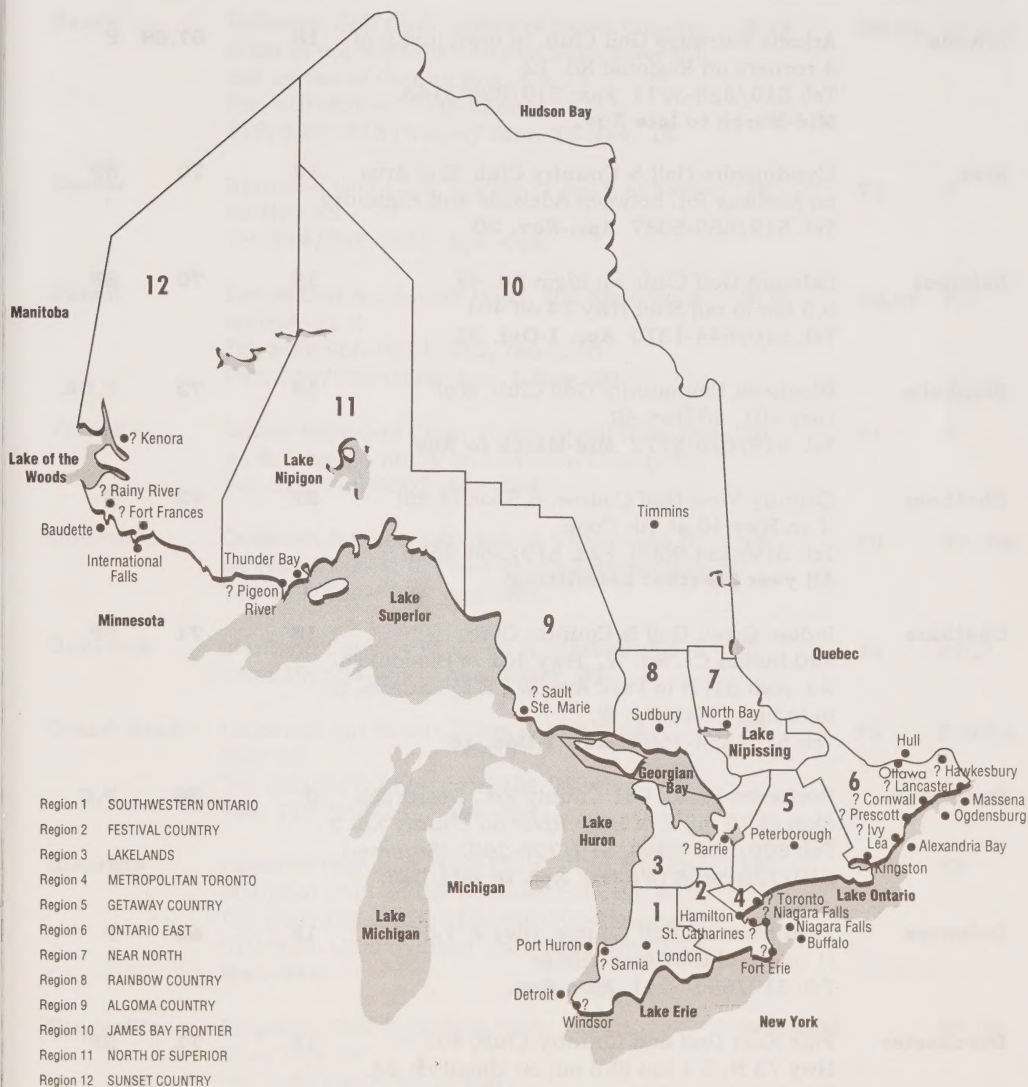 Hudson Bay
12
10
Manitoba
11
? Kenora
Lake of the
Woods
Lake
Nipigon
? Rainy River
? Fort Frances
Timmins
Baudette
International
Falls
Thunder Bay
? Pigeon
River
Lake
Superior
Minnesota
9
Quebec
8
7
? Sault
Ste. Marie
Sudbury
North Bay
Lake
Nipissing
Hull
Georgian
Bay
6
Ottawa
? Hawkesbury
? Lancaster
? Cornwall
Massena
? Prescott
Ogdensburg
5
Lake
Huron
Peterborough
? Ivy
Lea
? Barrie
Alexandria Bay
Kingston
3
Michigan
2
4
Lake Ontario
? Toronto
Hamilton
? Niagara Falls
1
Lake
Michigan
St. Catharines ?
Niagara Falls
Buffalo
Port Huron
? Sarnia
London
?
Fort Erie
Detroit
?
Windsor
Lake Erie
New York
Region 1 SOUTHWESTERN ONTARIO
Region 2 FESTIVAL COUNTRY
Region 3 LAKELANDS
Region 4 METROPOLITAN TORONTO
Region 5 GETAWAY COUNTRY
Region 6 ONTARIO EAST
Region 7 NEAR NORTH
Region 8 RAINBOW COUNTRY
Region 9 ALGOMA COUNTRY
Region 10 JAMES BAY FRONTIER
Region 11 NORTH OF SUPERIOR
Region 12 SUNSET COUNTRY